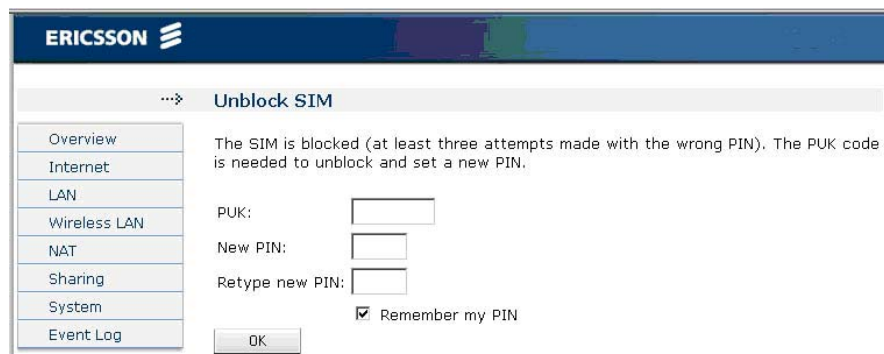 ERICSSON
Unblock SIM
Overview
Internet
LAN
Wireless LAN
NAT
Sharing
System
Event Log
The SIM is blocked (at least three attempts made with the wrong PIN). The PUK code
is needed to unblock and set a new PIN.
PUK:
New PIN:
Retype new PIN:
Remember my PIN
OK